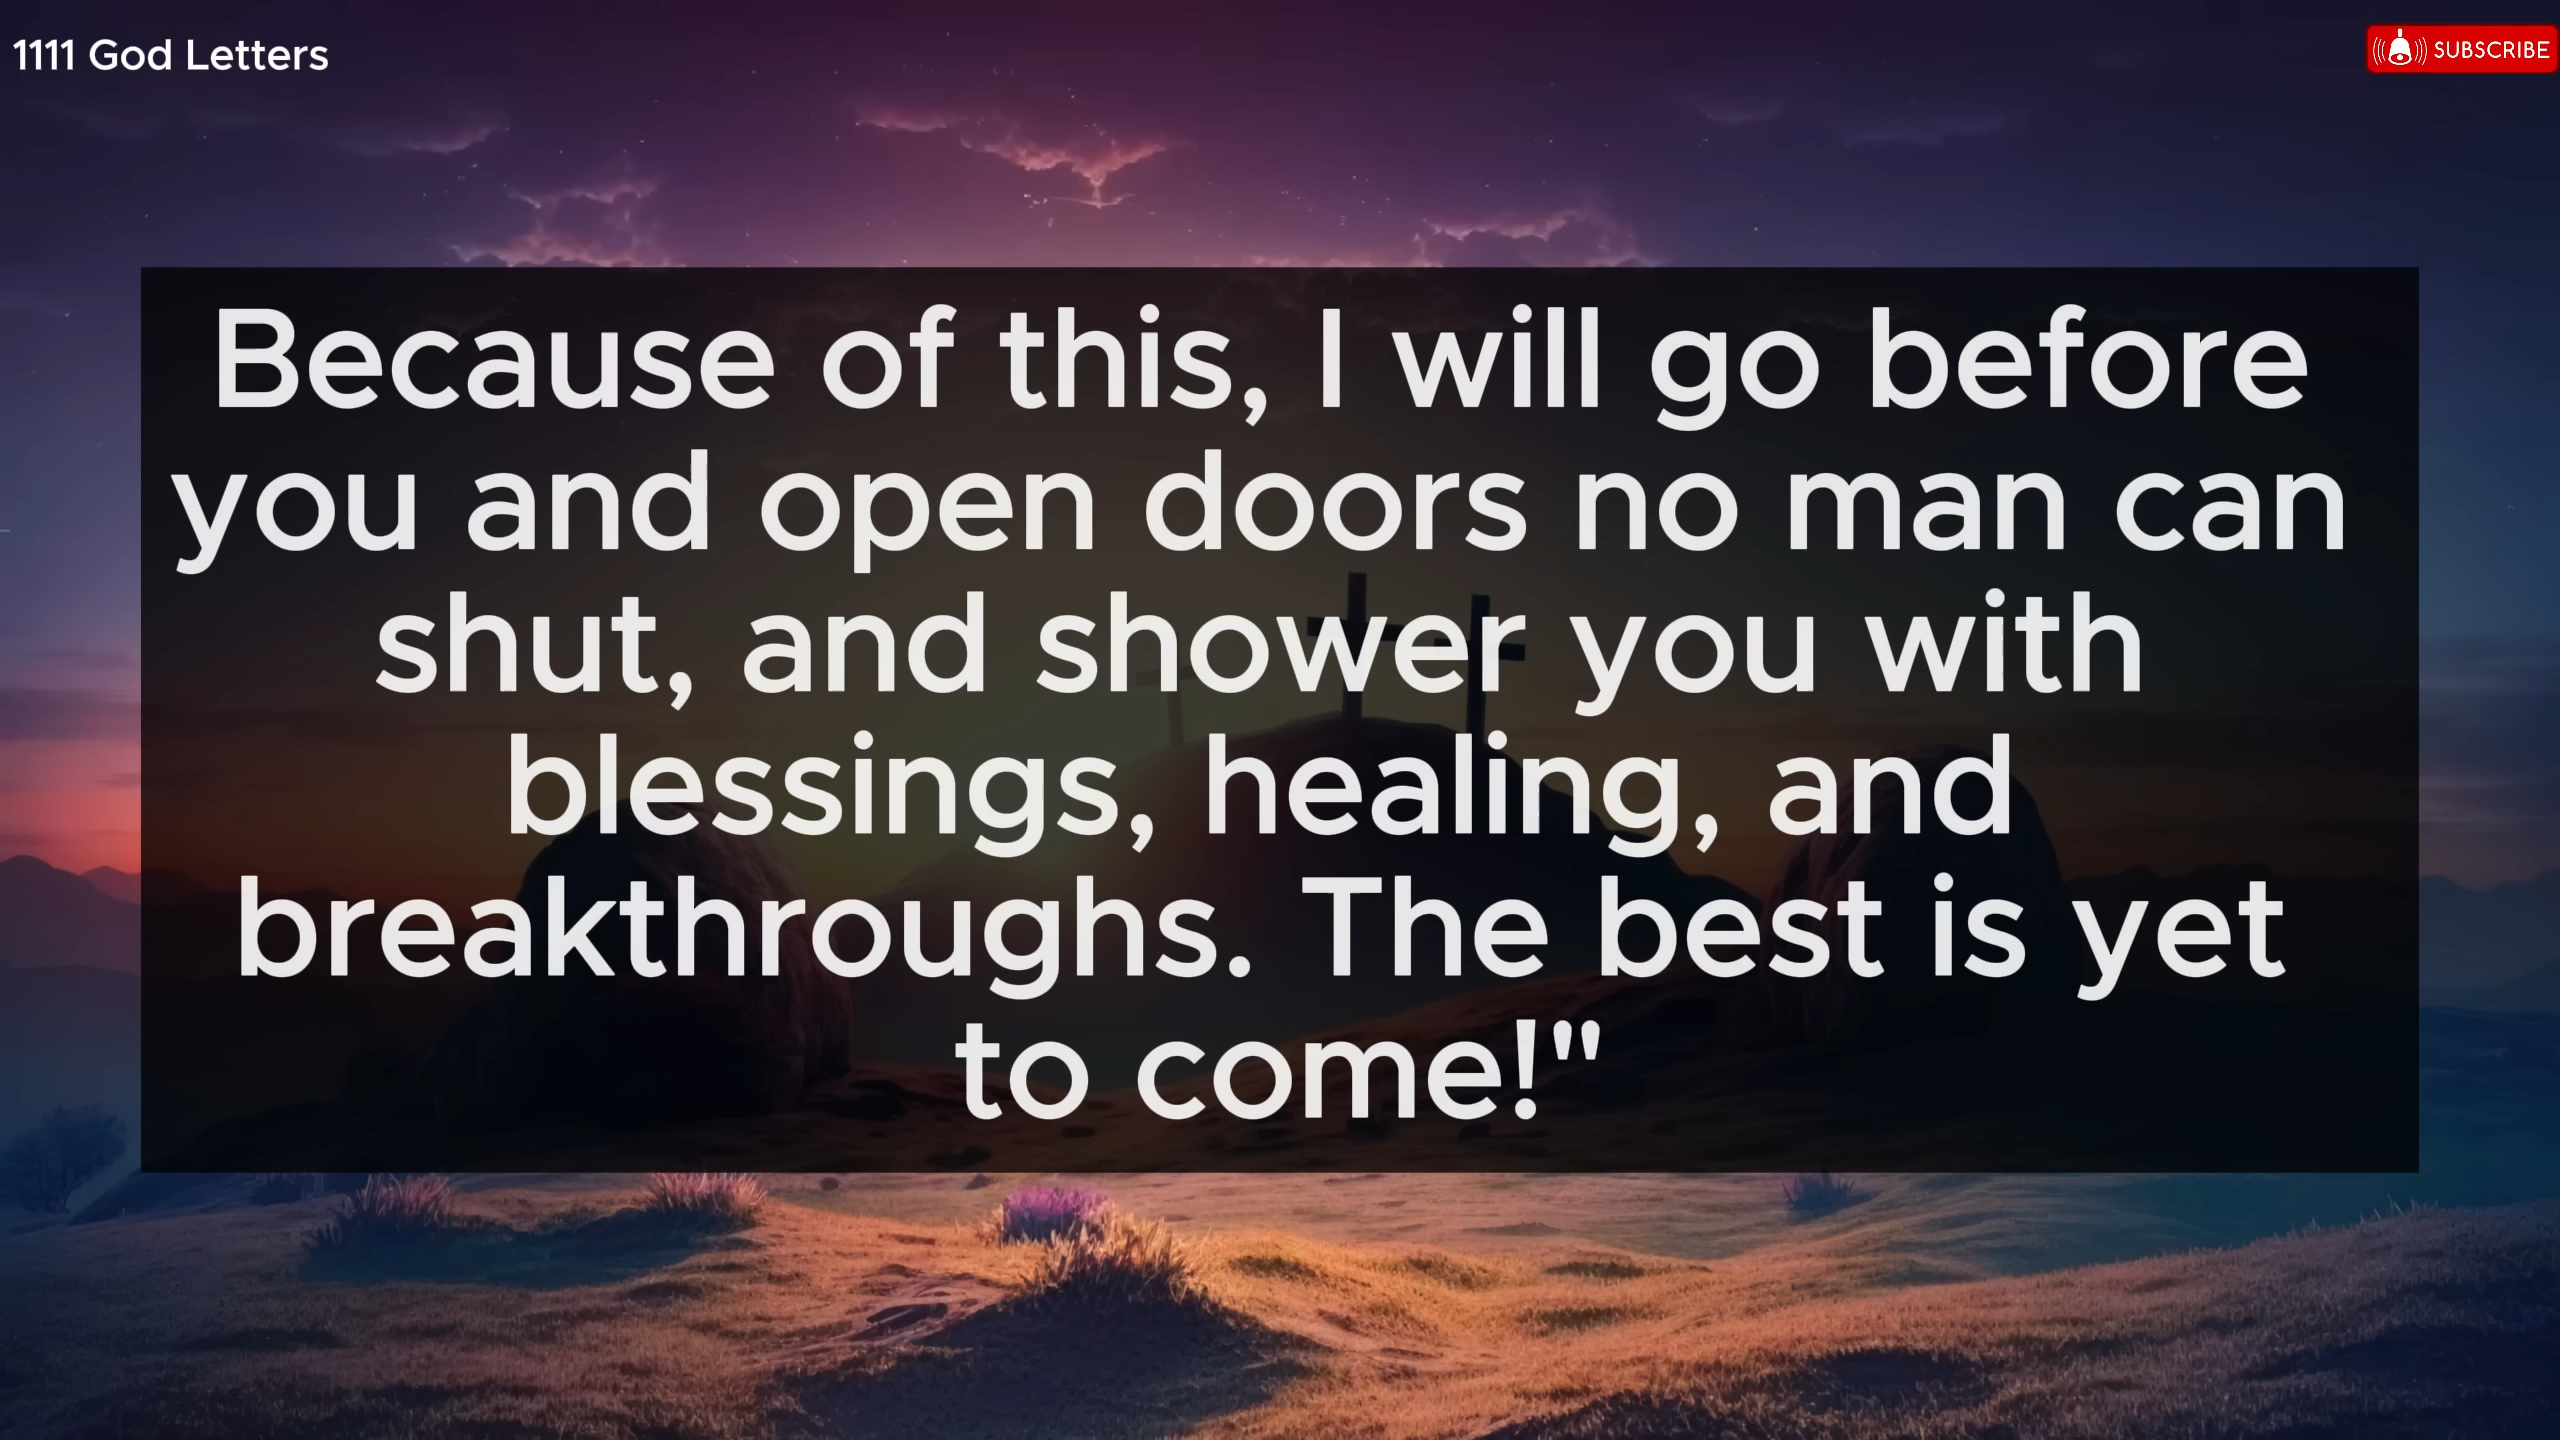 1111 God Letters
SUBSCRIBE
Because of this, I will go before
you and open doors no man can
shut, and shower you with
blessings, healing, and
breakthroughs. The best is yet
to come!"